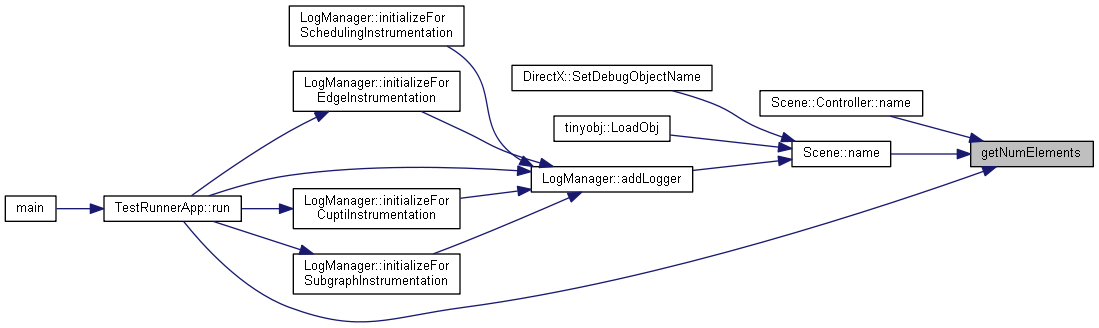 LogManager::initializeFor
SchedulingInstrumentation
DirectX::SetDebugObjectName
LogManager::initializeFor
EdgeInstrumentation
Scene::Controller::name
tinyobj::LoadObj
Scene::name
getNumElements
LogManager::addLogger
main
TestRunnerApp::run
LogManager::initializeFor
CuptiInstrumentation
LogManager::initializeFor
SubgraphInstrumentation